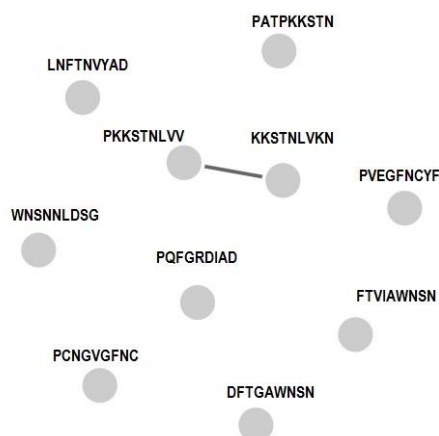 PATPKKSTN
LNFTNVYAD
PKKSTNLVV
KKSTNLVKN
PVEGFNCYF
WNSNNLDSG
PQFGRDIAD
FTVIAWNSN
PCNGVGFNC
DFTGAWNSN